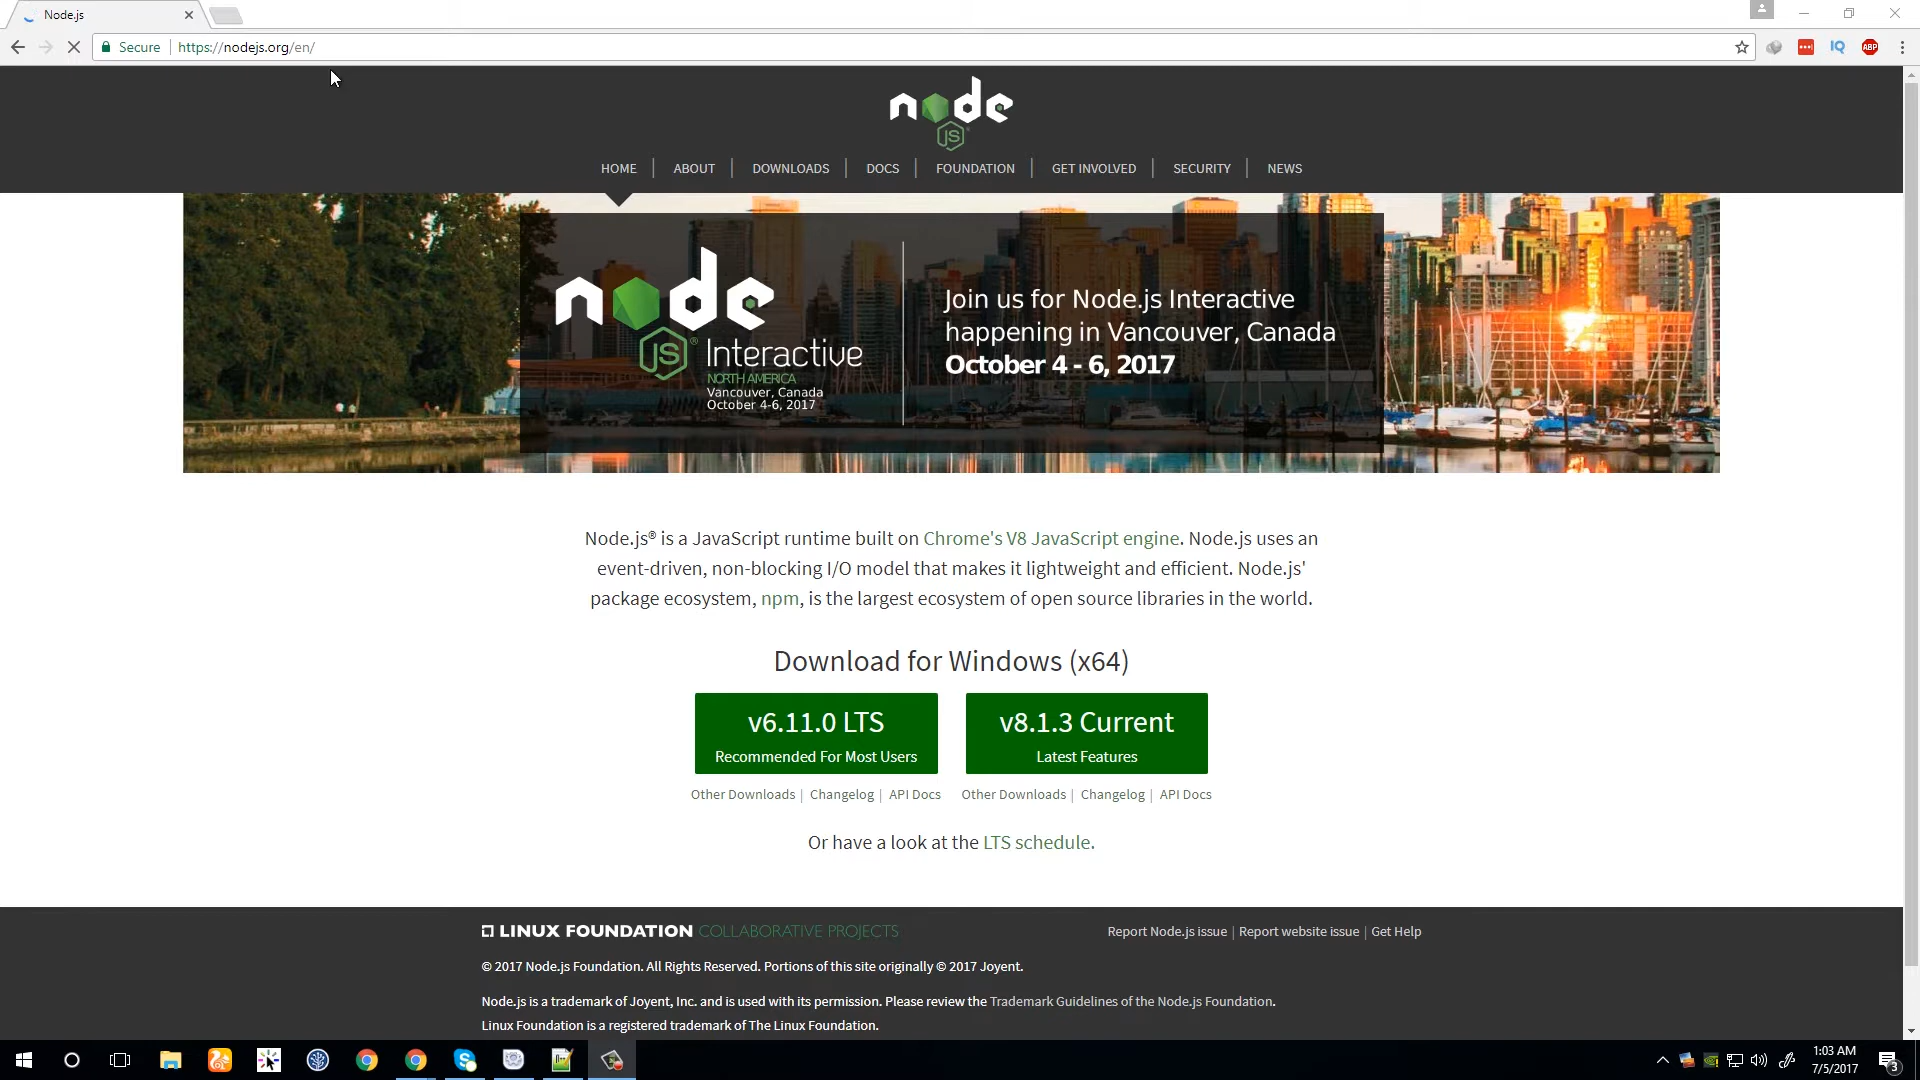 Node.js
Secure
https://nodejs.org/en/
IQ
ABP
node
JS
HOME
ABOUT
DOWNLOADS
DOCS
FOUNDATION
GET INVOLVED
SECURITY
NEWS
node
JS ® Interactive
NORTH AMERICA
Vancouver, Canada
October 4-6, 2017
Join us for Node.js Interactive
happening in Vancouver, Canada
October 4 - 6, 2017
Node.js® is a JavaScript runtime built on Chrome's V8 JavaScript engine. Node.js uses an
event-driven, non-blocking I/O model that makes it lightweight and efficient. Node.js'
package ecosystem, npm, is the largest ecosystem of open source libraries in the world.
Download for Windows (x64)
v6.11.0 LTS
Recommended For Most Users
v8.1.3 Current
Latest Features
Other Downloads | Changelog | API Docs
Other Downloads | Changelog | API Docs
Or have a look at the LTS schedule.
LINUX FOUNDATION COLLABORATIVE PROJECTS
Report Node.js issue | Report website issue | Get Help
© 2017 Node.js Foundation. All Rights Reserved. Portions of this site originally © 2017 Joyent.
Node.js is a trademark of Joyent, Inc. and is used with its permission. Please review the Trademark Guidelines of the Node.js Foundation.
Linux Foundation is a registered trademark of The Linux Foundation.
1:03 AM
7/5/2017
3